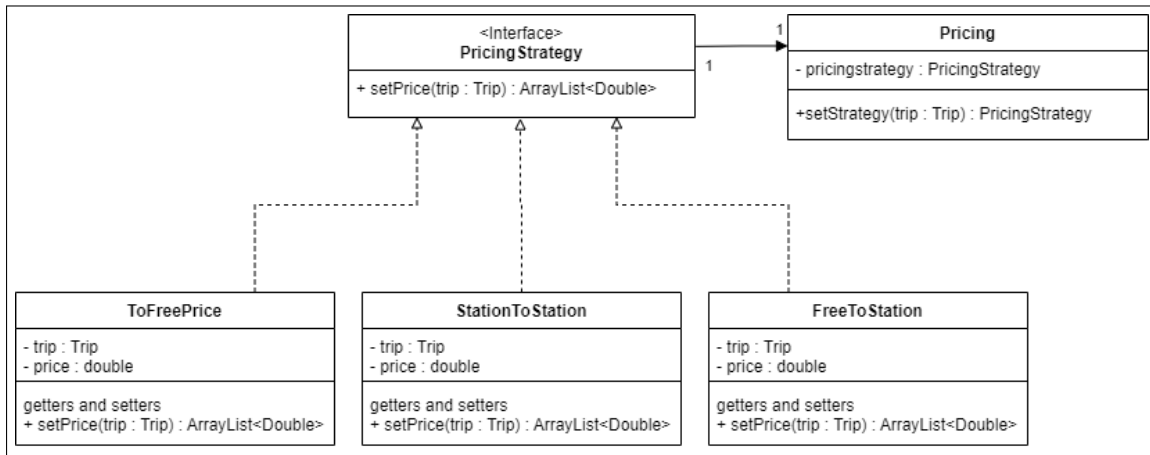 <Interface>
PricingStrategy
+ setPrice(trip : Trip) : ArrayList<Double>
1
1
Pricing
- pricingstrategy : PricingStrategy
+setStrategy(trip : Trip) : PricingStrategy
ToFreePrice
- trip : Trip
- price : double
getters and setters
+ setPrice(trip : Trip) : ArrayList<Double>
StationToStation
- trip : Trip
- price : double
getters and setters
+ setPrice(trip : Trip) : ArrayList<Double>
FreeToStation
- trip : Trip
- price : double
getters and setters
+ setPrice(trip : Trip) : ArrayList<Double>